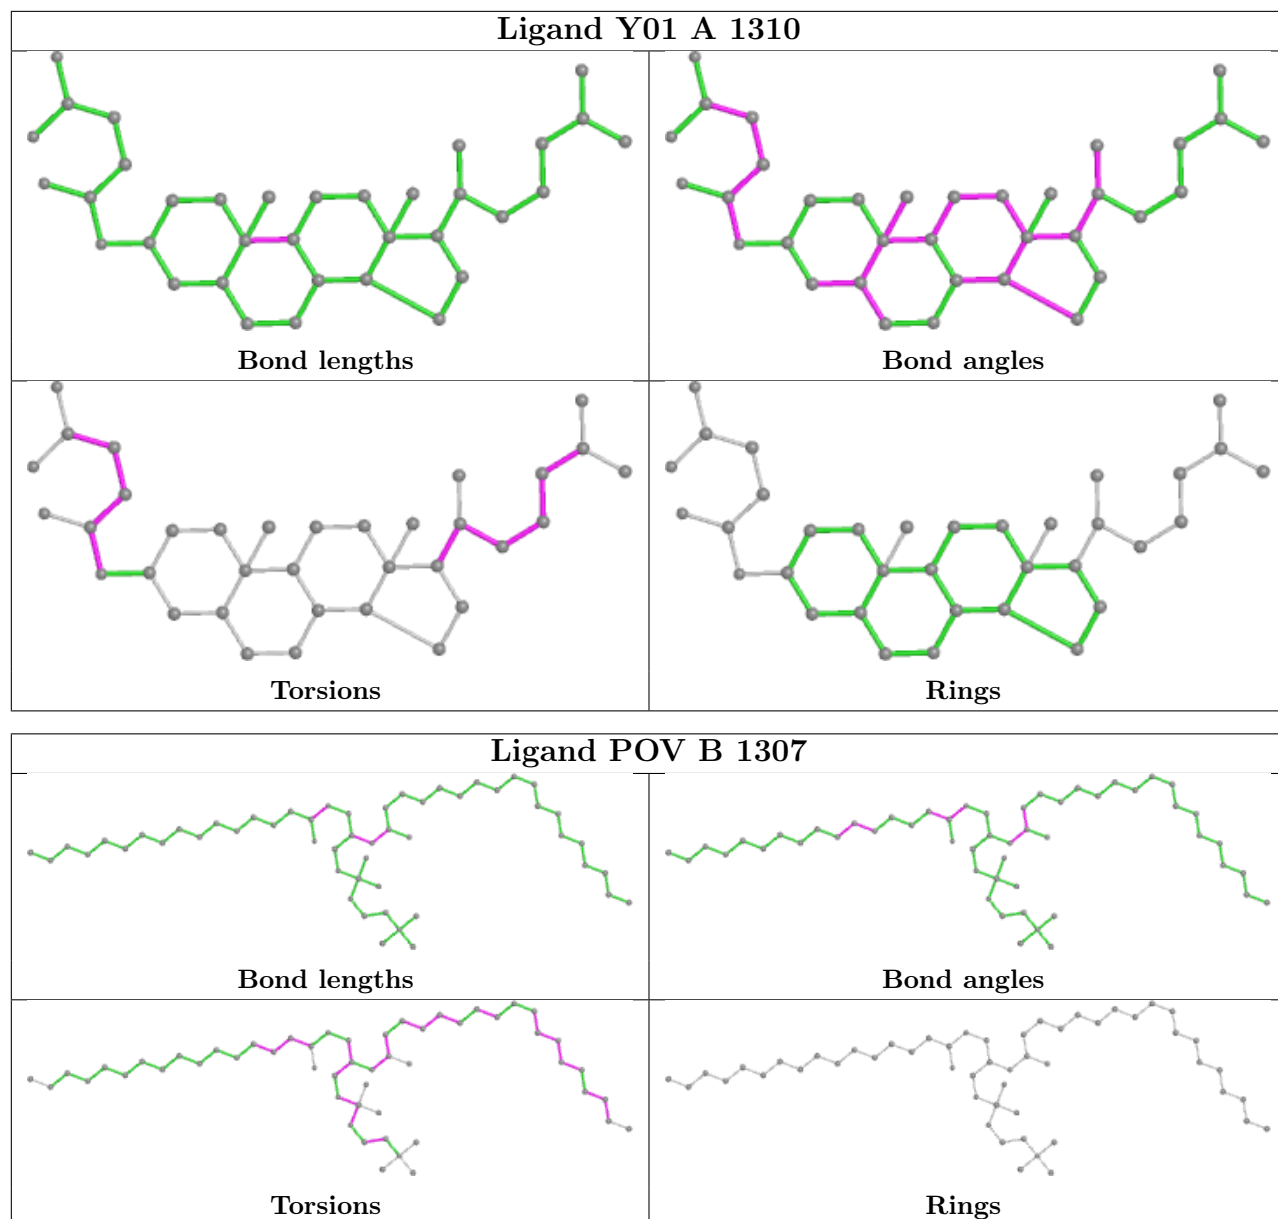 Ligand Y01 A 1310
Bond lengths
Bond angles
Torsions
Rings
Ligand POV B 1307
Bond lengths
Bond angles
Torsions
Rings